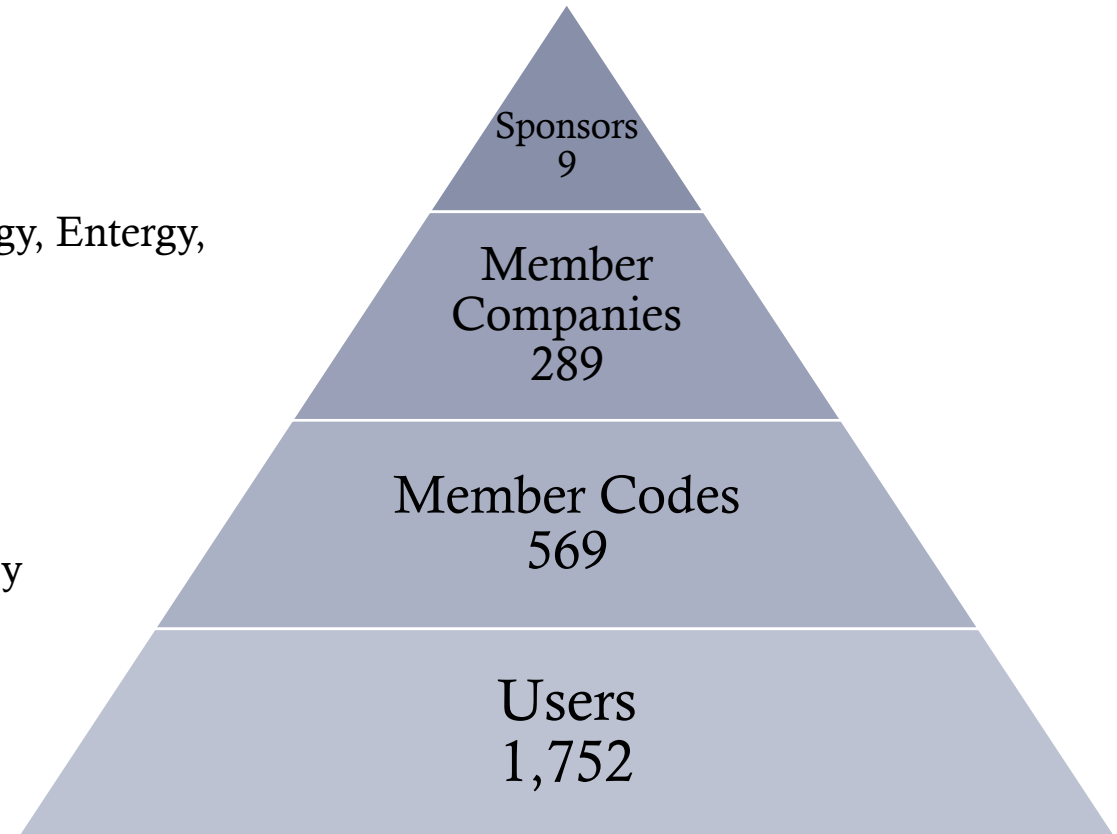 Sponsors
9
gy, Entergy,
Member
Companies
289
Member Codes
569
y
Users
1,752